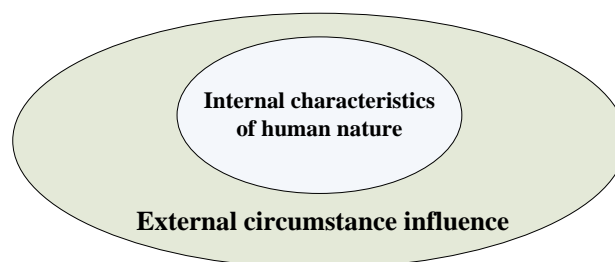 Internal characteristics
of human nature
External circumstance influence